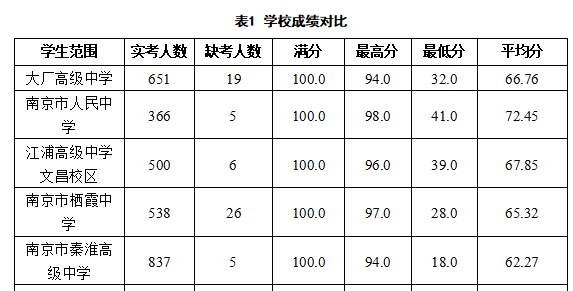 表1 学校成绩对比
学生范围 实考人数 缺考人数 满分 最高分 最低分 平均分
大厂高级中学 651 19 100.0 94.0 32.0 66.76
南京市人民中
学 366 5 100.0 98.0 41.0 72.45
江浦高级中学
文昌校区 500 6 100.0 96.0 39.0 67.85
南京市栖霞中
学 538 26 100.0 97.0 28.0 65.32
南京市秦淮高
级中学 837 5 100.0 94.0 18.0 62.27